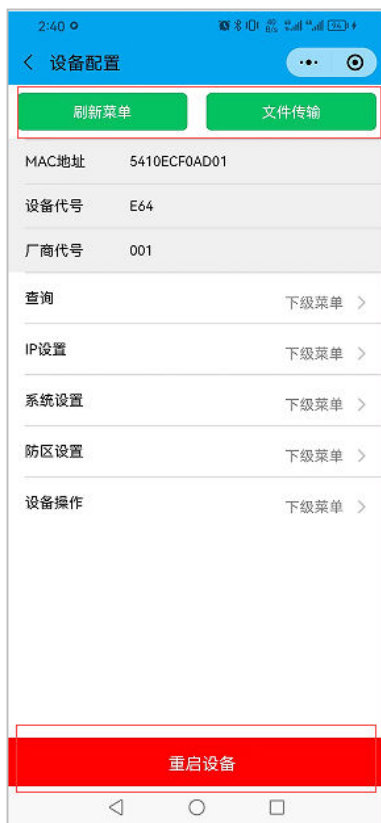 2:40
94
设备配置
刷新菜单 文件传输
MAC地址 5410ECF0AD01
设备代号 E64
厂商代号 001
查询 下级菜单
IP设置 下级菜单
系统设置 下级菜单
防区设置 下级菜单
设备操作 下级菜单
重启设备